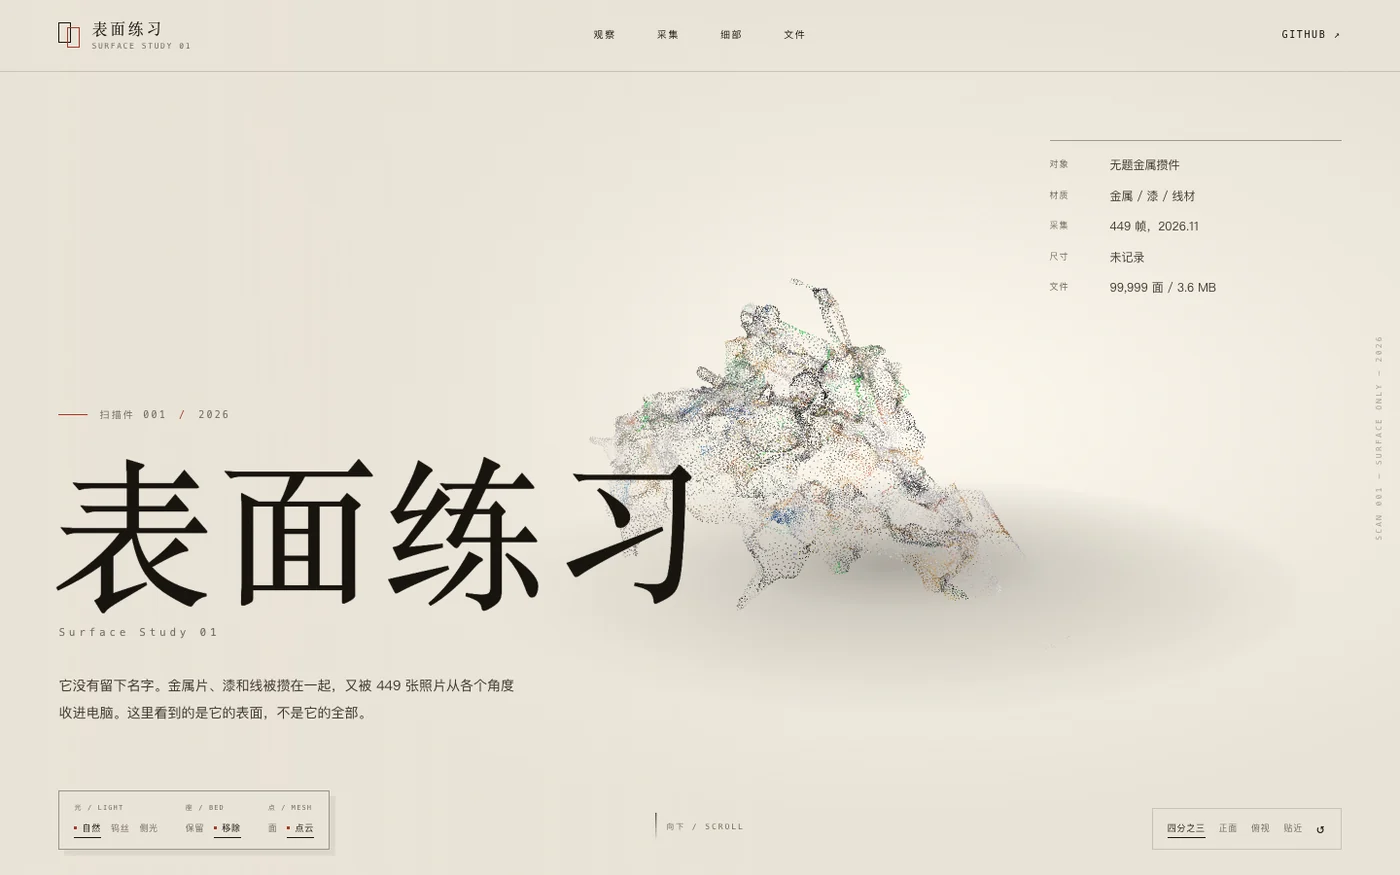 表面练习
SURFACE STUDY 01
观察 采集 细部 文件
GITHUB ↗
对象 无题金属攒件
材质 金属 / 漆 / 线材
采集 449 帧，2026.11
尺寸 未记录
文件 99,999 面 / 3.6 MB
SCAN 001 — SURFACE ONLY — 2026
扫描件 001 / 2026
表面练习
Surface Study 01
它没有留下名字。金属片、漆和线被攒在一起，又被 449 张照片从各个角度
收进电脑。这里看到的是它的表面，不是它的全部。
光 / LIGHT 座 / BED 点 / MESH
自然 钨丝 侧光 保留 移除 面 点云
向下 / SCROLL
四分之三 正面 俯视 贴近 ↺